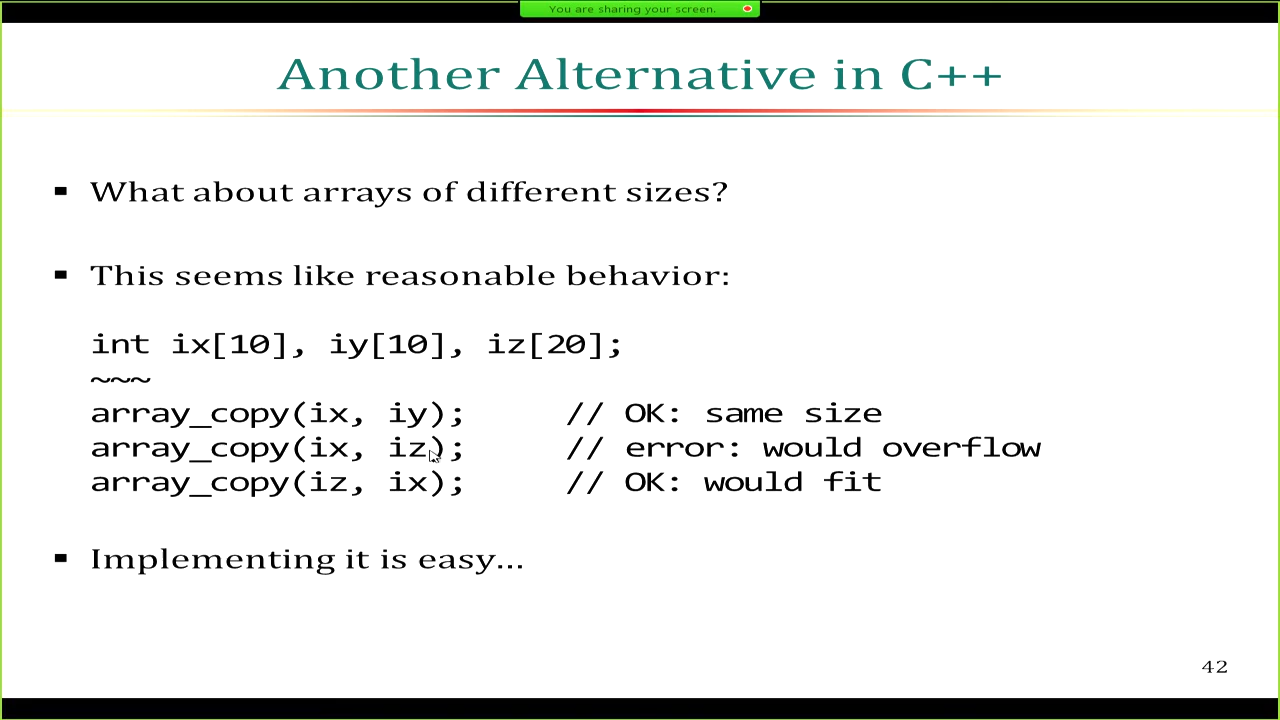 You are sharing your screen.
Another Alternative in C++
▪ What about arrays of different sizes?
▪ This seems like reasonable behavior:
int ix[10], iy[10], iz[20];
~~~
array_copy(ix, iy); // OK: same size
array_copy(ix, iz); // error: would overflow
array_copy(iz, ix); // OK: would fit
▪ Implementing it is easy…
42